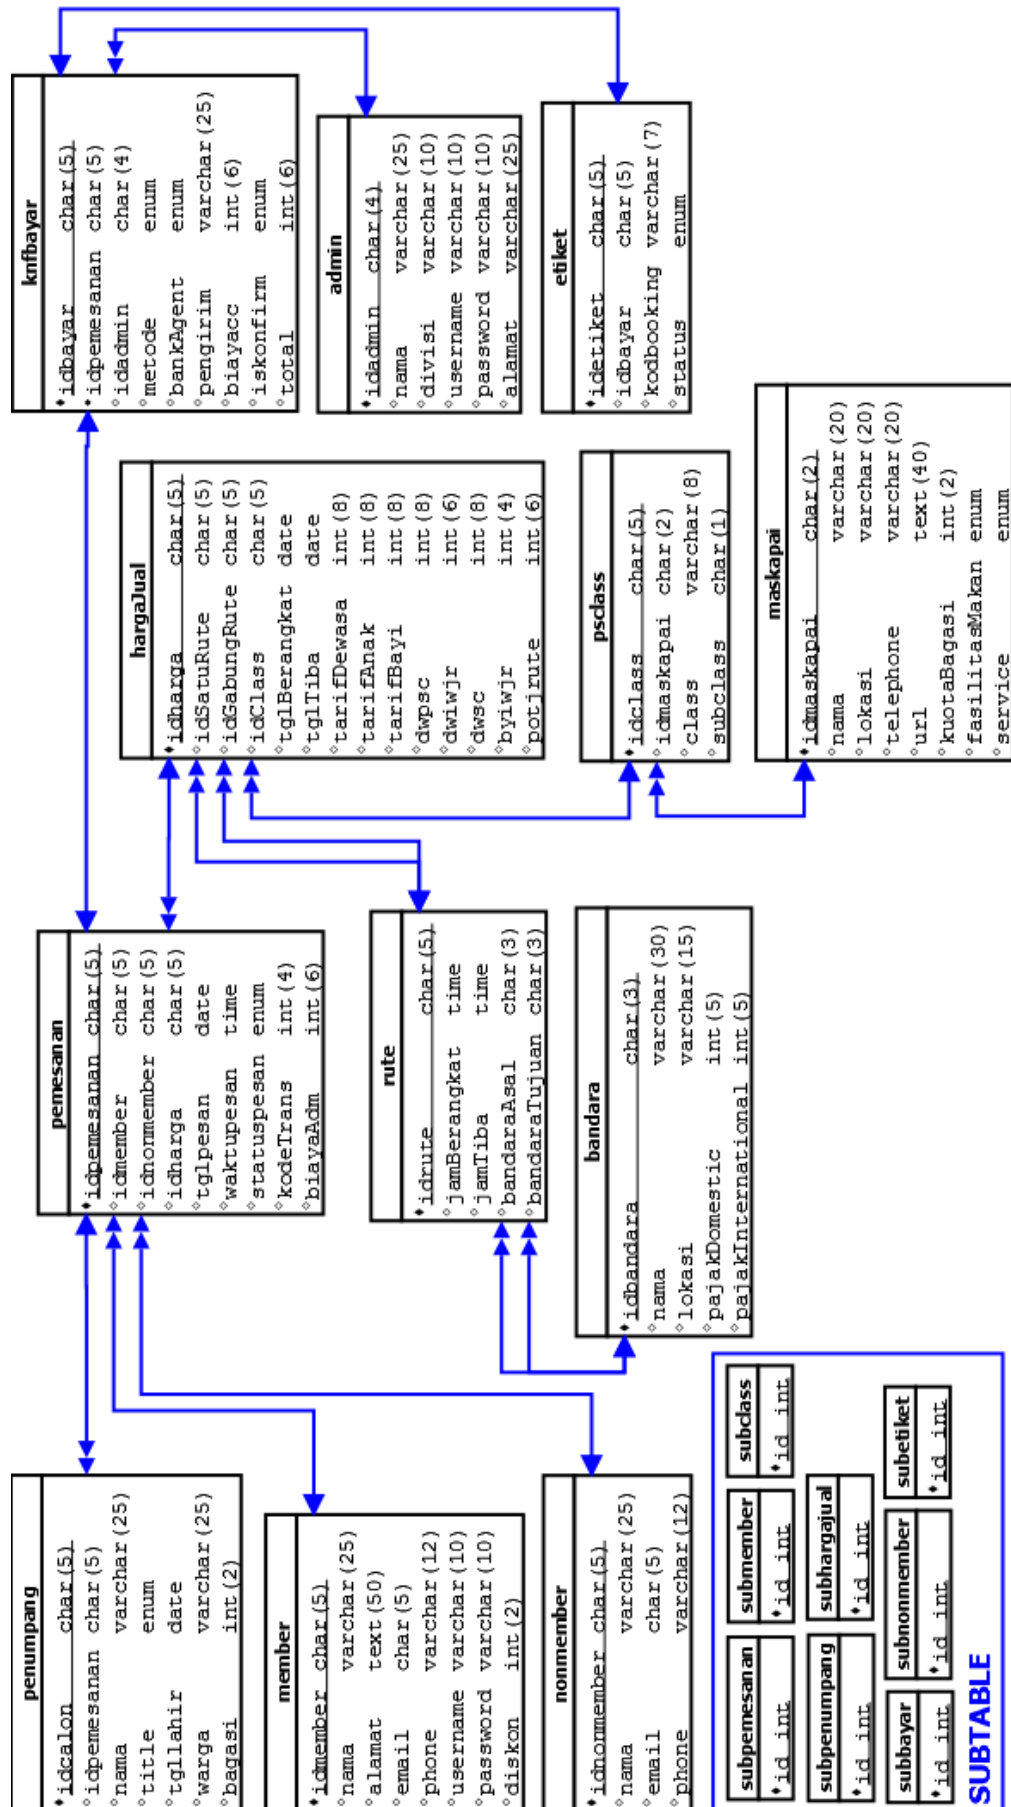 penumpang
idcalon char(5)
idpemesanan char(5)
nama varchar(25)
title enum
tgllahir date
warga varchar(25)
bagasi int(2)
member
idmember char(5)
nama varchar(25)
alamat text(50)
email char(5)
phone varchar(12)
username varchar(10)
password varchar(10)
diskon int(2)
nonmember
idnonmember char(5)
nama varchar(25)
email char(5)
phone varchar(12)
subpemesanan
id int
submember
id int
subclass
id int
subpenumpang
id int
subhargajual
id int
subbayar
id int
subnonmember
id int
subetiket
id int
SUBTABLE
pemesanan
idpemesanan char(5)
idmember char(5)
idnonmember char(5)
idharga char(5)
tglpesan date
waktupesan time
statuspesan enum
kodeTrans int(4)
biayaAdm int(6)
rute
idrute char(5)
jamBerangkat time
jamTiba time
bandaraAsal char(3)
bandaraTujuan char(3)
bandara
idbandara char(3)
nama varchar(30)
lokasi varchar(15)
pajakDomestic int(5)
pajakInternational int(5)
hargaJual
idharga char(5)
idSatuRute char(5)
idGabungRute char(5)
idClass char(5)
tglBerangkat date
tglTiba date
tarifDewasa int(8)
tarifAnak int(8)
tarifBayi int(8)
dwpsc int(8)
dwiwjr int(6)
dwsc int(8)
byiwjr int(4)
potjrute int(6)
psclass
idclass char(5)
idmaskapai char(2)
class varchar(8)
subclass char(1)
maskapai
idmaskapai char(2)
nama varchar(20)
lokasi varchar(20)
telephone varchar(20)
url text(40)
kuotaBagasi int(2)
fasilitasMakan enum
service enum
knfbayar
idbayar char(5)
idpemesanan char(5)
idadmin char(4)
metode enum
bankAgent enum
pengirim varchar(25)
biayacc int(6)
iskonfirm enum
total int(6)
admin
idadmin char(4)
nama varchar(25)
divisi varchar(10)
username varchar(10)
password varchar(10)
alamat varchar(25)
etiket
idetiket char(5)
idbayar char(5)
kodbooking varchar(7)
status enum